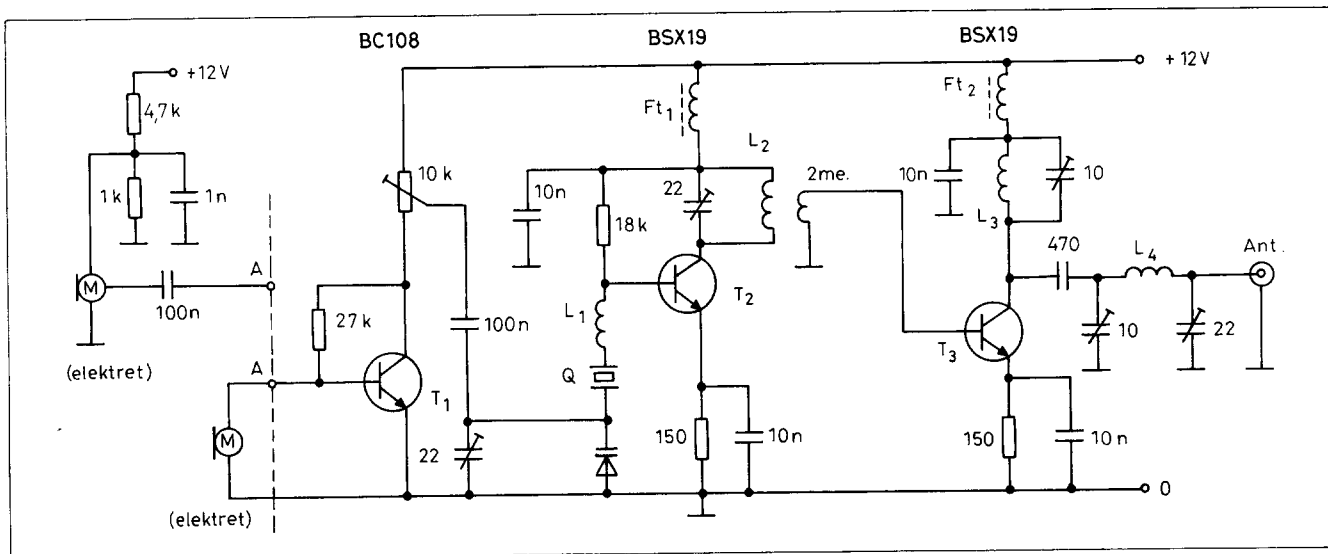 BC108
BSX19
BSX19
+12V
+12V
4,7k
1k
1n
M
100n
A
(elektret)
A
M
(elektret)
10k
27k
T1
100n
22
10n
18k
L1
Q
Ft1
22
L2
2me.
T2
150
10n
Ft2
10n
L3
10
T3
470
L4
Ant.
10
22
150
10n
0